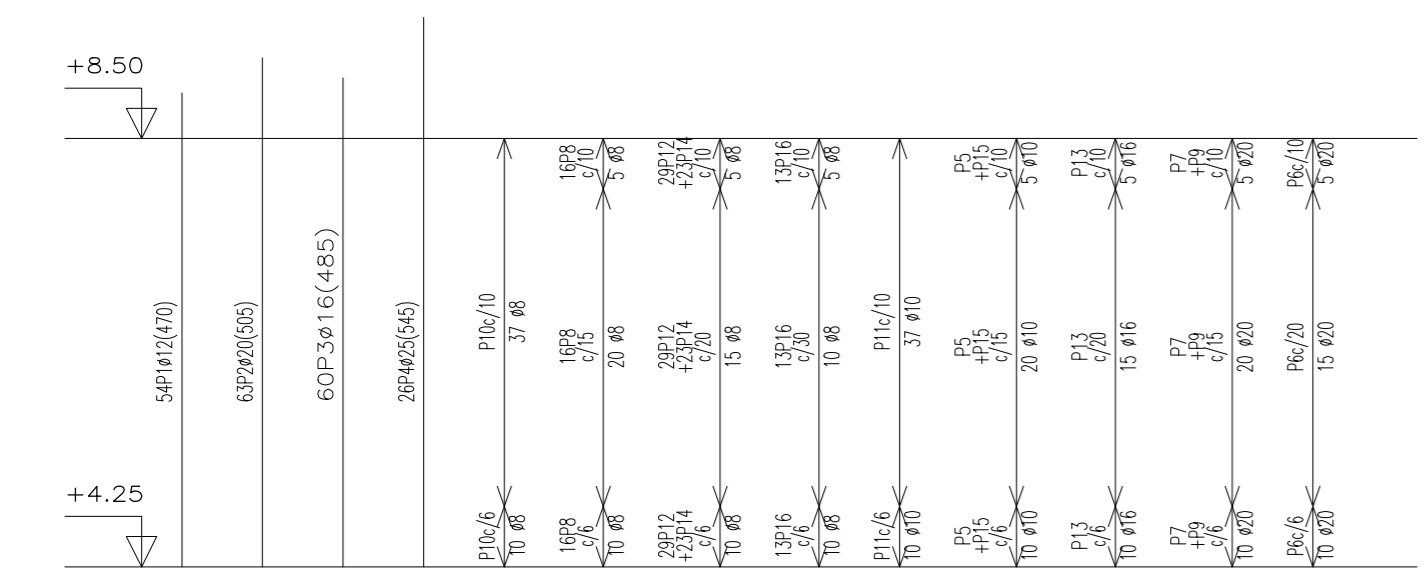 +8.50
+4.25
54P1ø12(470)
63P2ø20(505)
60P3ø16(485)
26P4ø25(545)
P10c/10
37 ø8
P10c/6
10 ø8
16P8
c/10
5 ø8
16P8
c/15
20 ø8
16P8
c/6
10 ø8
29P12
+23P14
c/10
5 ø8
29P12
+23P14
c/20
15 ø8
29P12
+23P14
c/6
10 ø8
13P16
c/10
5 ø8
13P16
c/30
10 ø8
13P16
c/6
10 ø8
P11c/10
37 ø10
P11c/6
10 ø10
P5
+P15
c/10
5 ø10
P5
+P15
c/15
20 ø10
P5
+P15
c/6
10 ø10
P13
c/10
5 ø16
P13
c/20
15 ø16
P13
c/6
10 ø16
P7
+P9
c/10
5 ø20
P7
+P9
c/15
20 ø20
P7
+P9
c/6
10 ø20
P6c/10
5 ø20
P6c/20
15 ø20
P6c/6
10 ø20